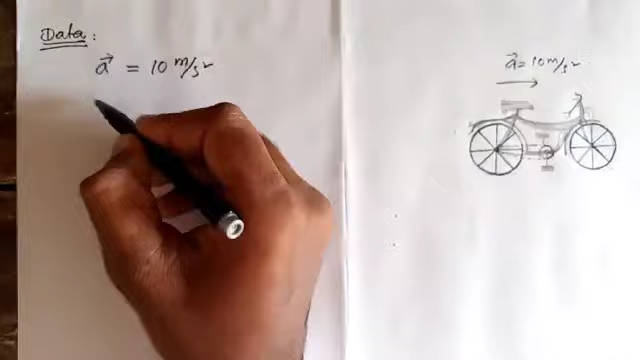 Data:
a⃗ = 10 m/s²
a⃗ = 10 m/s²